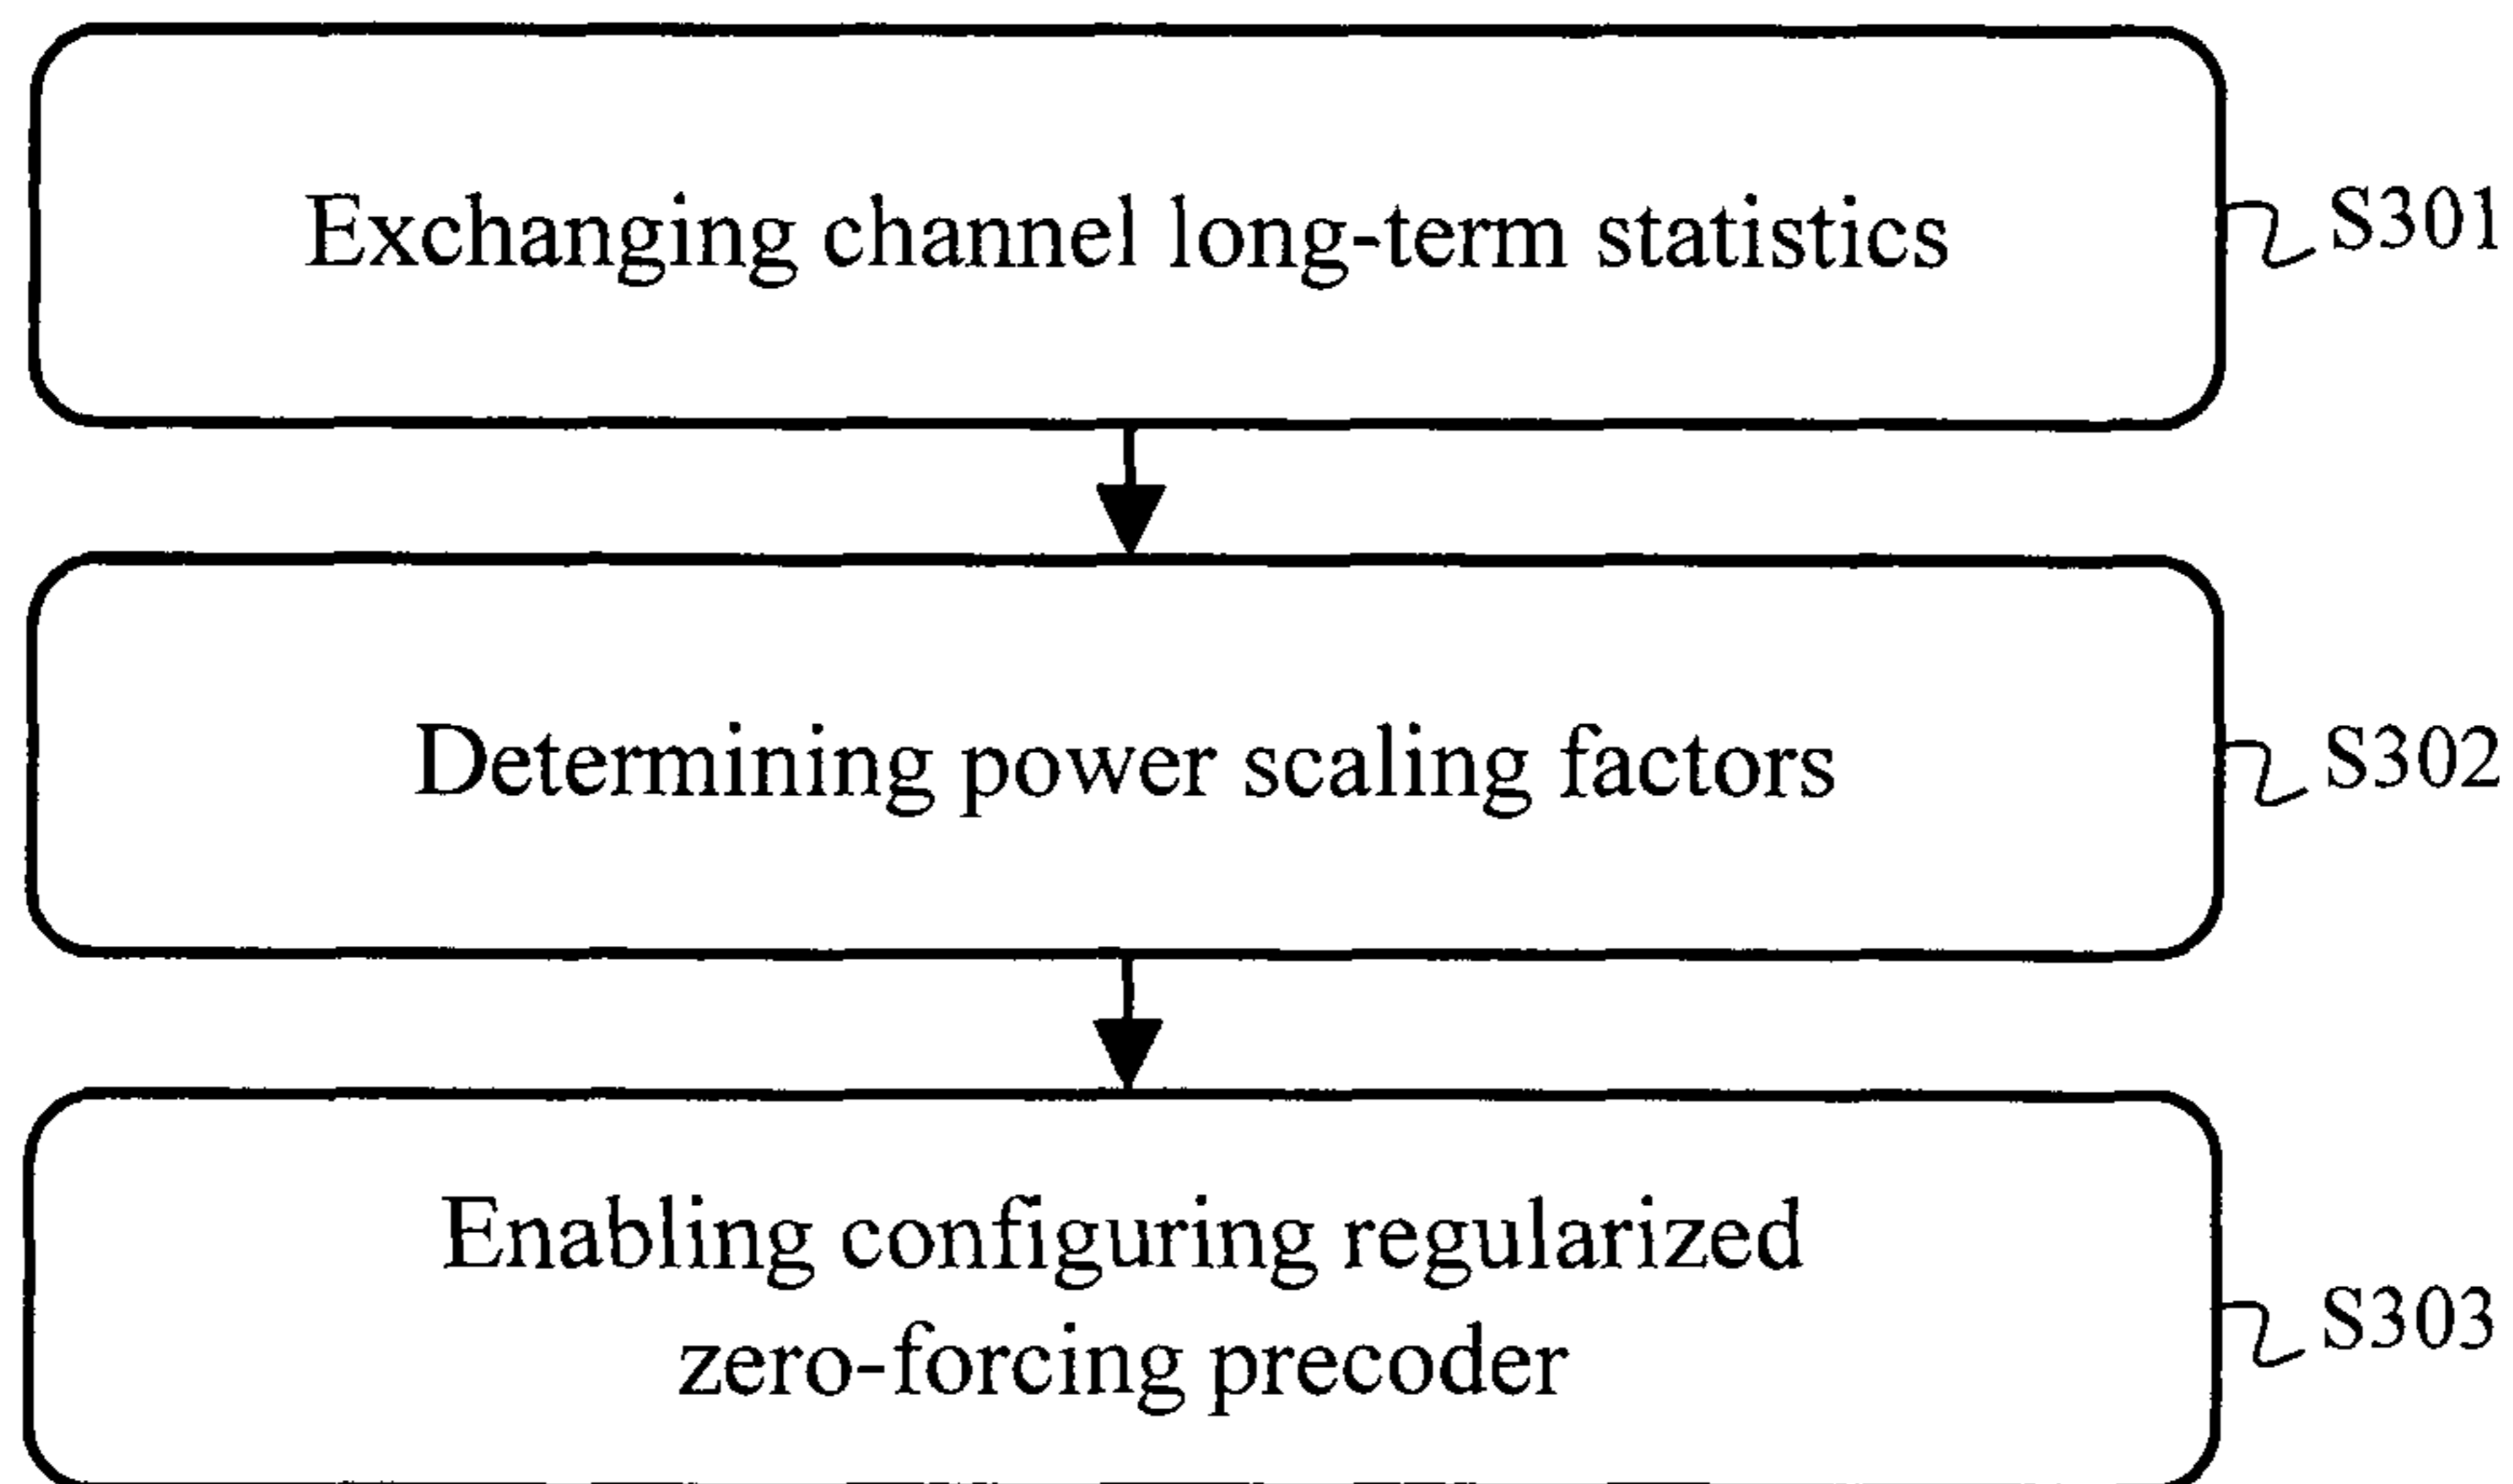 Exchanging channel long-term statistics
S301
Determining power scaling factors
S302
Enabling configuring regularized
zero-forcing precoder
S303